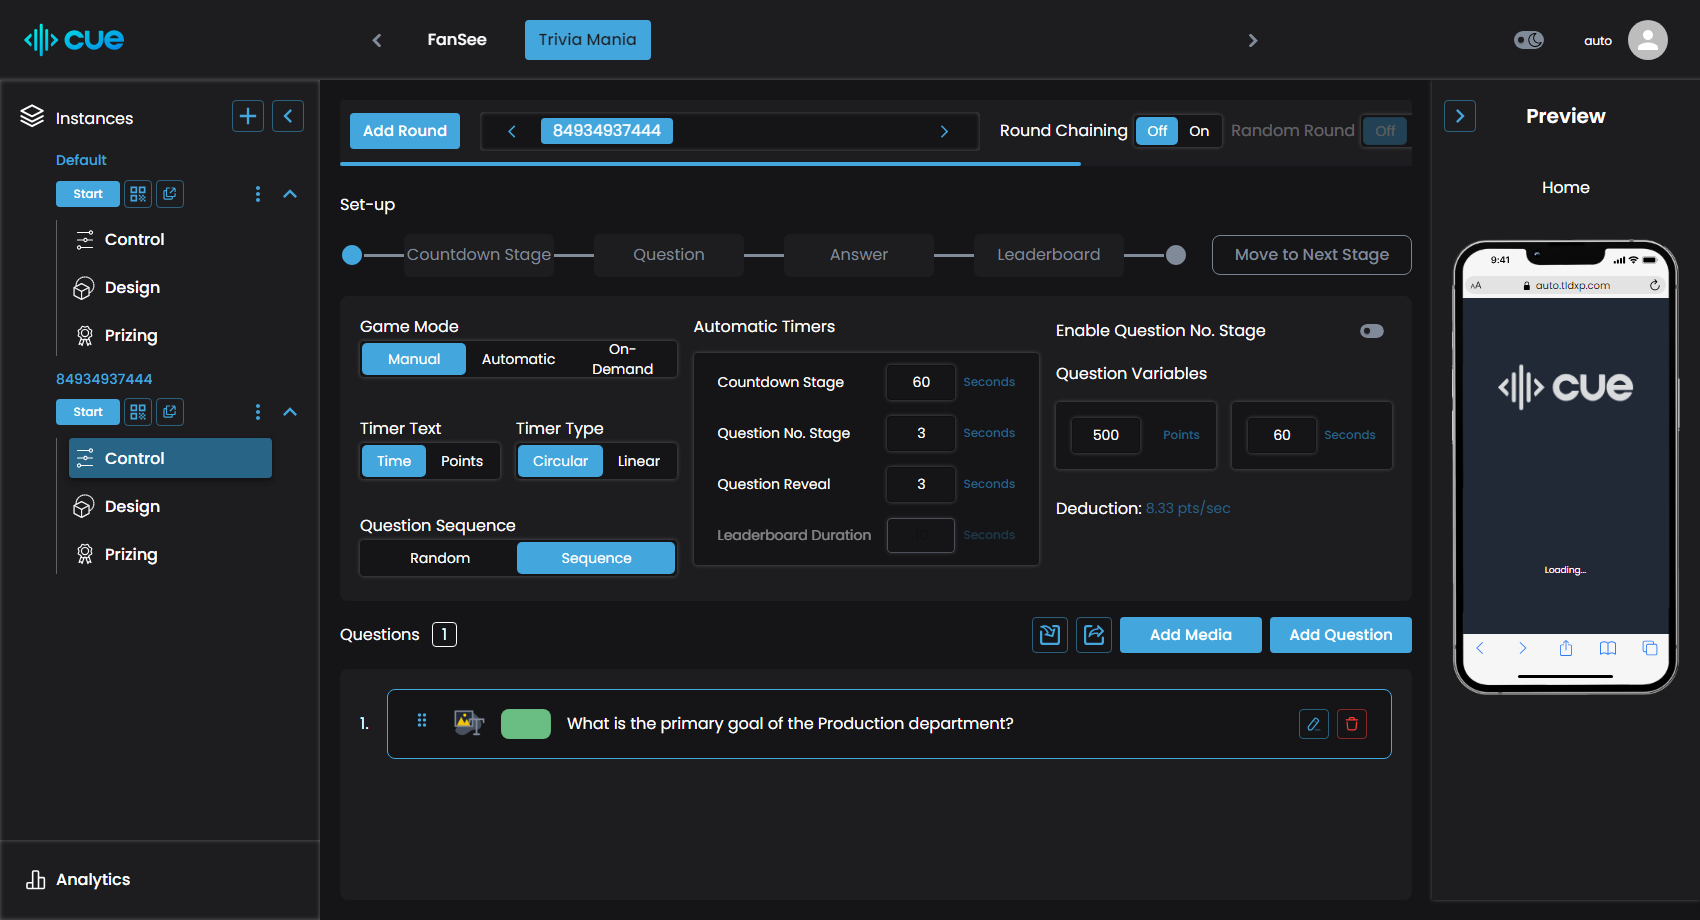 cue
FanSee
Trivia Mania
auto
Instances
Default
Start
Control
Design
Prizing
84934937444
Start
Control
Design
Prizing
Analytics
Add Round
84934937444
Round Chaining
Off
On
Random Round
Off
Set-up
Countdown Stage
Question
Answer
Leaderboard
Move to Next Stage
Game Mode
Manual
Automatic
On-
Demand
Timer Text
Time
Points
Timer Type
Circular
Linear
Question Sequence
Random
Sequence
Automatic Timers
Countdown Stage
60
Seconds
Question No. Stage
3
Seconds
Question Reveal
3
Seconds
Leaderboard Duration
Seconds
Enable Question No. Stage
Question Variables
500
Points
60
Seconds
Deduction: 8.33 pts/sec
Questions
1
Add Media
Add Question
1.
What is the primary goal of the Production department?
Preview
Home
9:41
AA
auto.tldxp.com
cue
Loading...